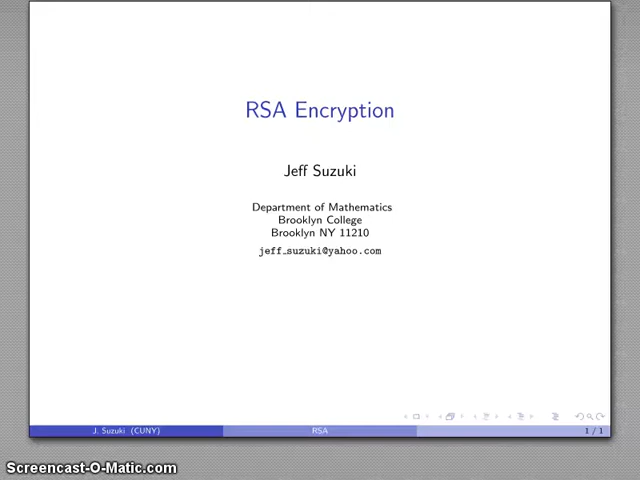 RSA Encryption
Jeff Suzuki
Department of Mathematics
Brooklyn College
Brooklyn NY 11210
jeff_suzuki@yahoo.com
J. Suzuki (CUNY)
RSA
1 / 1
Screencast-O-Matic.com